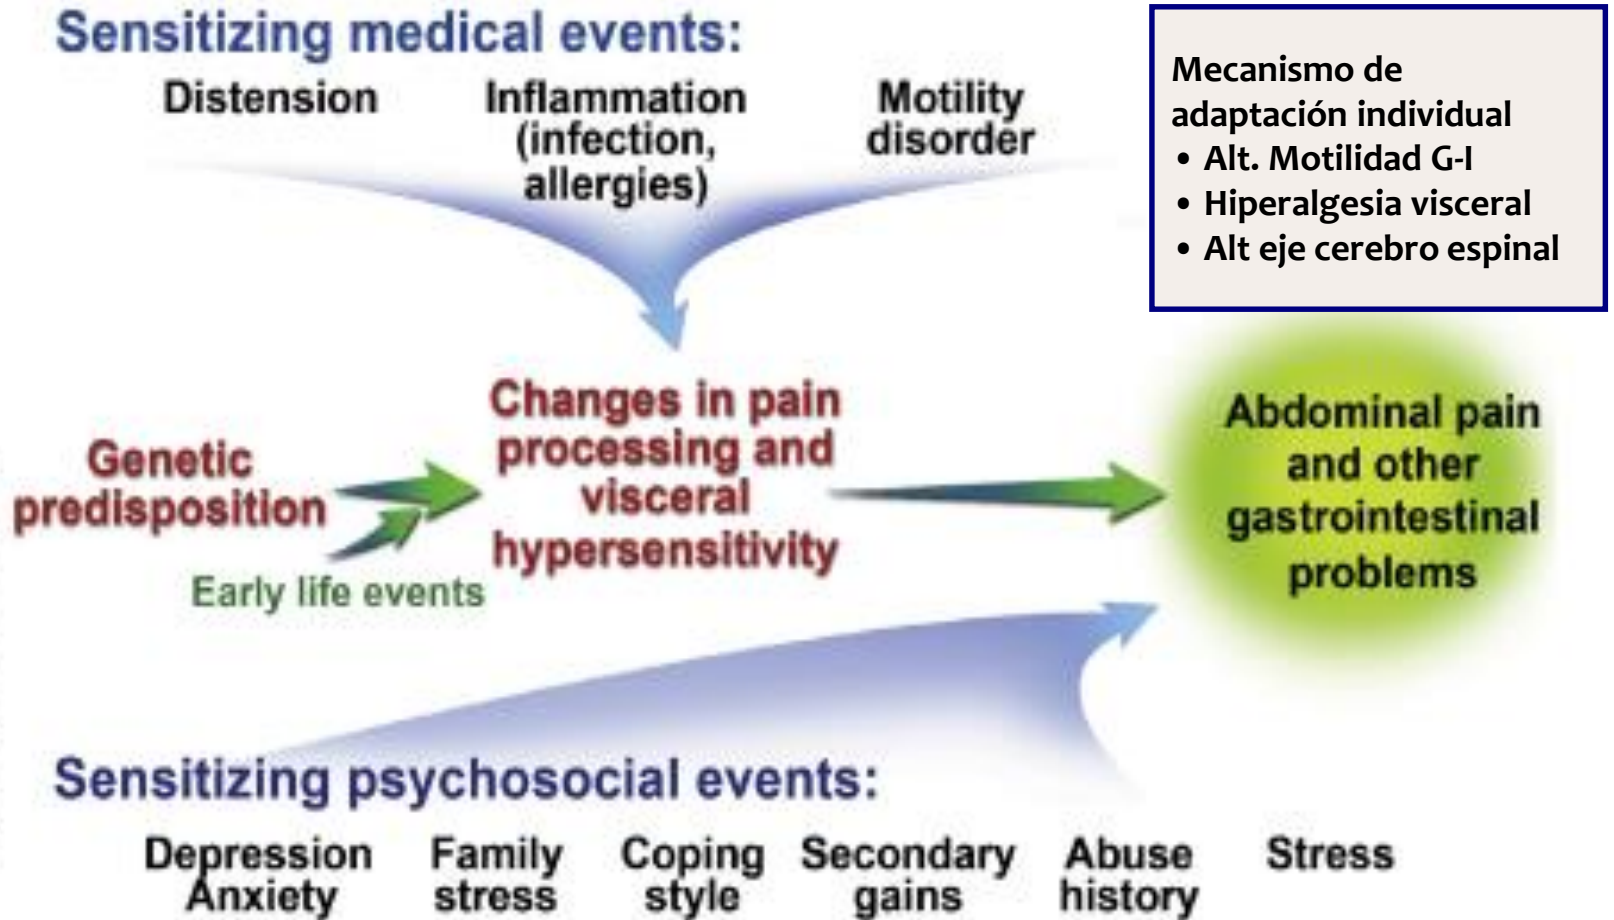 Sensitizing medical events:
Distension
Inflammation
(infection,
allergies)
Motility
disorder
Mecanismo de
adaptación individual
• Alt. Motilidad G-I
• Hiperalgesia visceral
• Alt eje cerebro espinal
Genetic
predisposition
Early life events
Changes in pain
processing and
visceral
hypersensitivity
Abdominal pain
and other
gastrointestinal
problems
Sensitizing psychosocial events:
Depression
Anxiety
Family
stress
Coping
style
Secondary
gains
Abuse
history
Stress